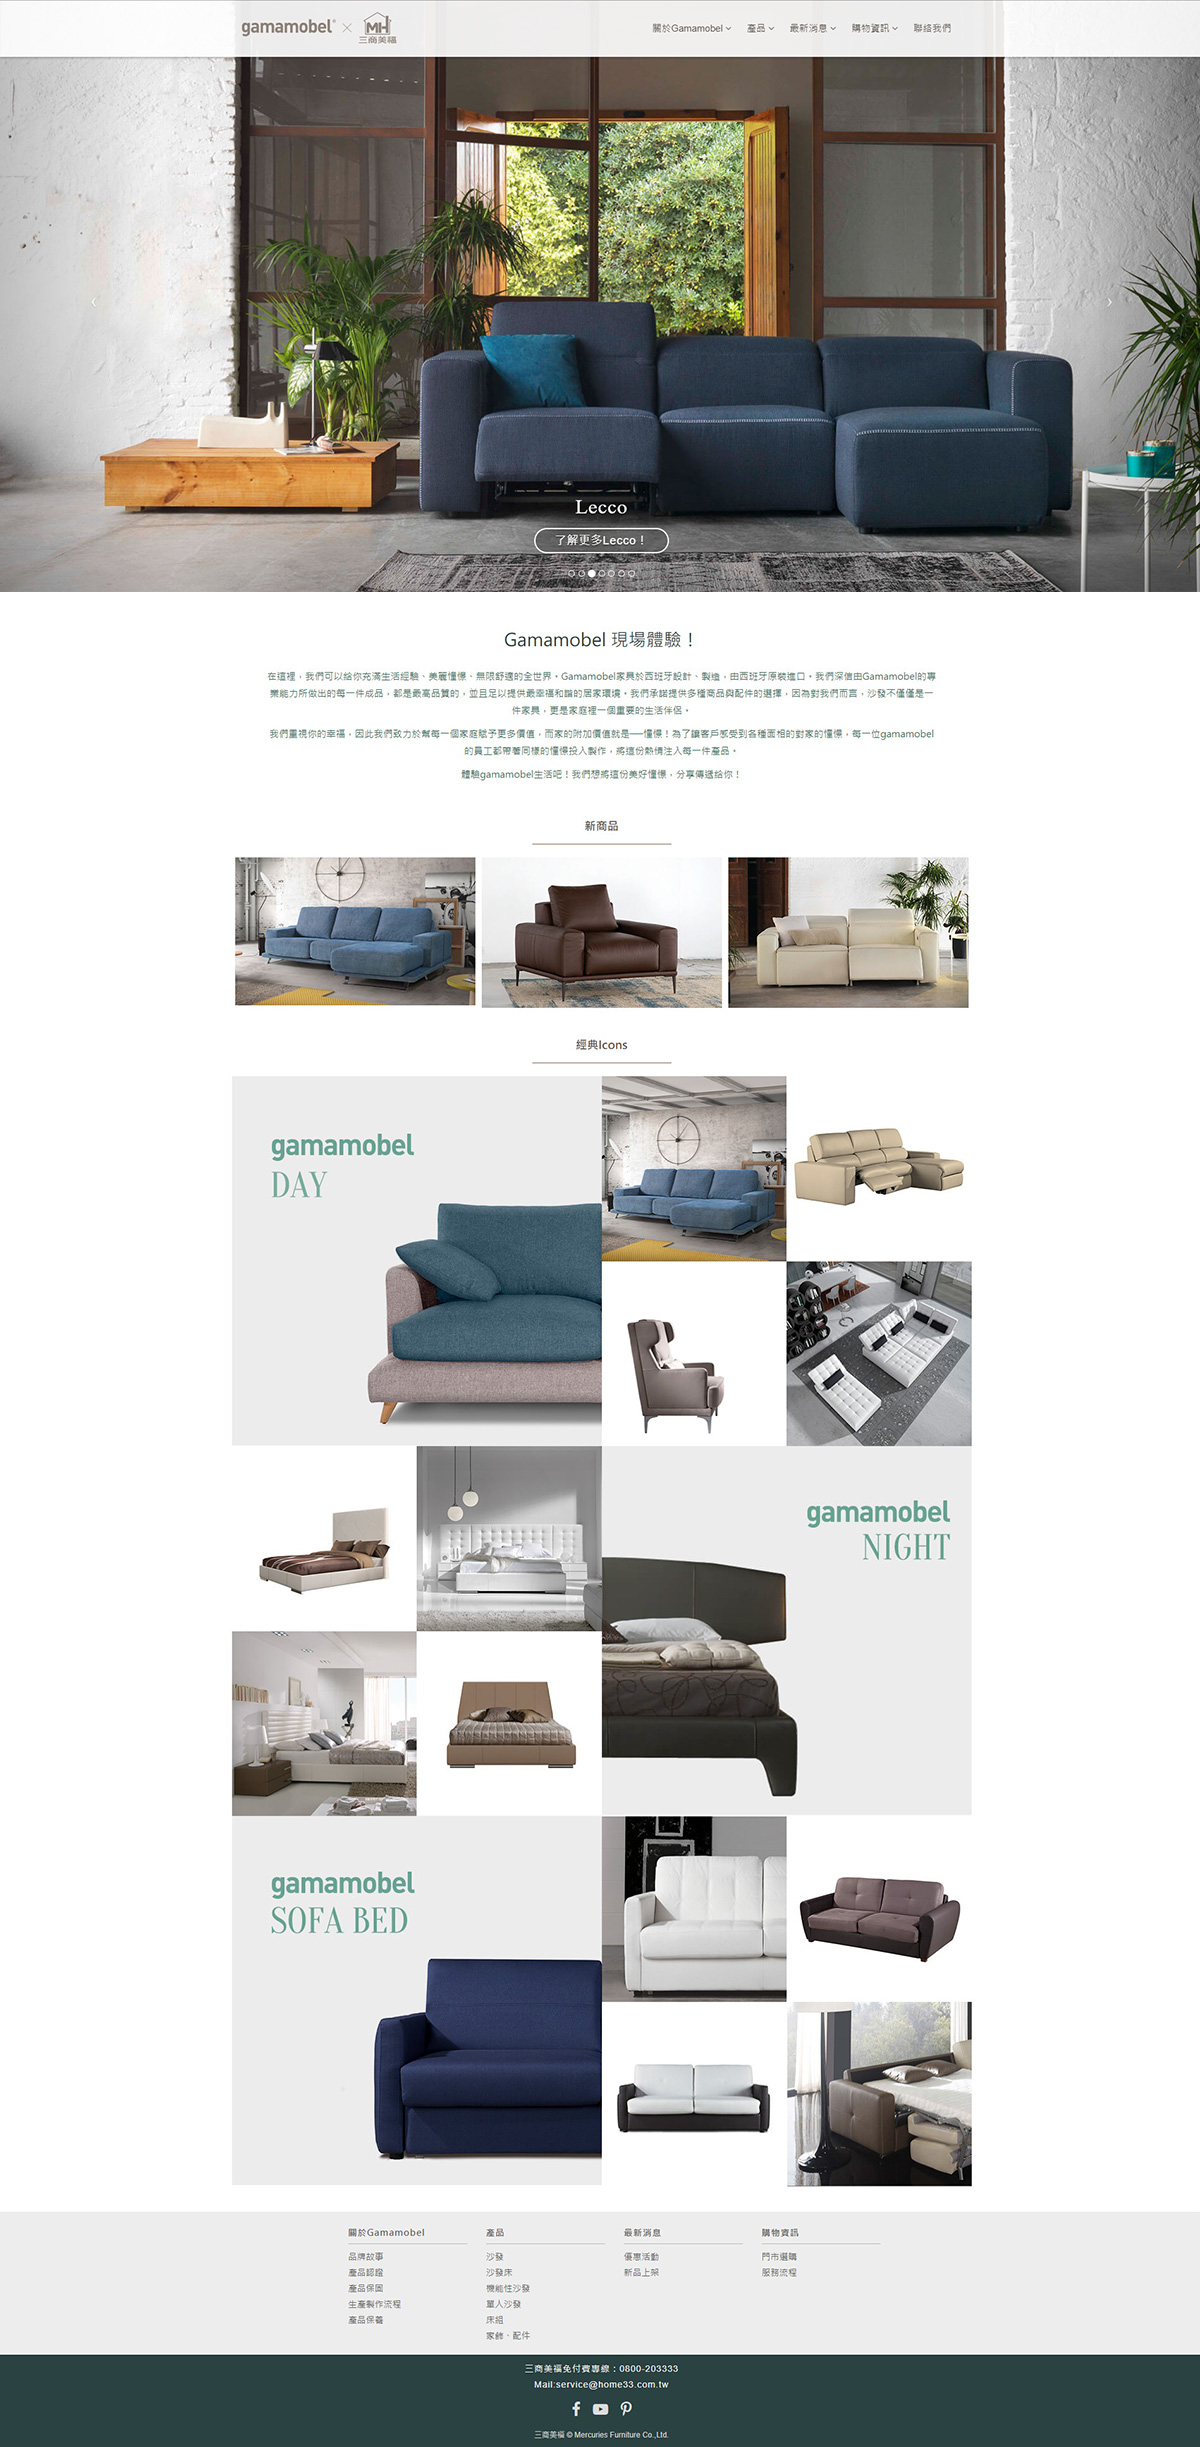 gamamobel® × MH 三商美福
關於Gamamobel 產品 最新消息 購物資訊 聯絡我們
Lecco
了解更多Lecco！
Gamamobel 現場體驗！
在這裡，我們可以給你充滿生活經驗、美麗憧憬、無限舒適的全世界。Gamamobel家具於西班牙設計、製造，由西班牙原裝進口。我們深信由Gamamobel的專
業能力所做出的每一件成品，都是最高品質的，並且足以提供最幸福和諧的居家環境。我們承諾提供多種商品與配件的選擇，因為對我們而言，沙發不僅僅是一
件家具，更是家庭裡一個重要的生活伴侶。
我們重視你的幸福，因此我們致力於幫每一個家庭賦予更多價值，而家的附加價值就是──憧憬！為了讓客戶感受到各種面相的對家的憧憬，每一位gamamobel
的員工都帶著同樣的憧憬投入製作，將這份熱情注入每一件產品。
體驗gamamobel生活吧！我們想將這份美好憧憬，分享傳遞給你！
新商品
經典Icons
gamamobel
DAY
gamamobel
NIGHT
gamamobel
SOFA BED
關於Gamamobel
品牌故事
產品認證
產品保固
生產製作流程
產品保養
產品
沙發
沙發床
機能性沙發
單人沙發
床組
家飾、配件
最新消息
優惠活動
新品上架
購物資訊
門市選購
服務流程
三商美福免付費專線：0800-203333
Mail:service@home33.com.tw
三商美福 © Mercuries Furniture Co.,Ltd.